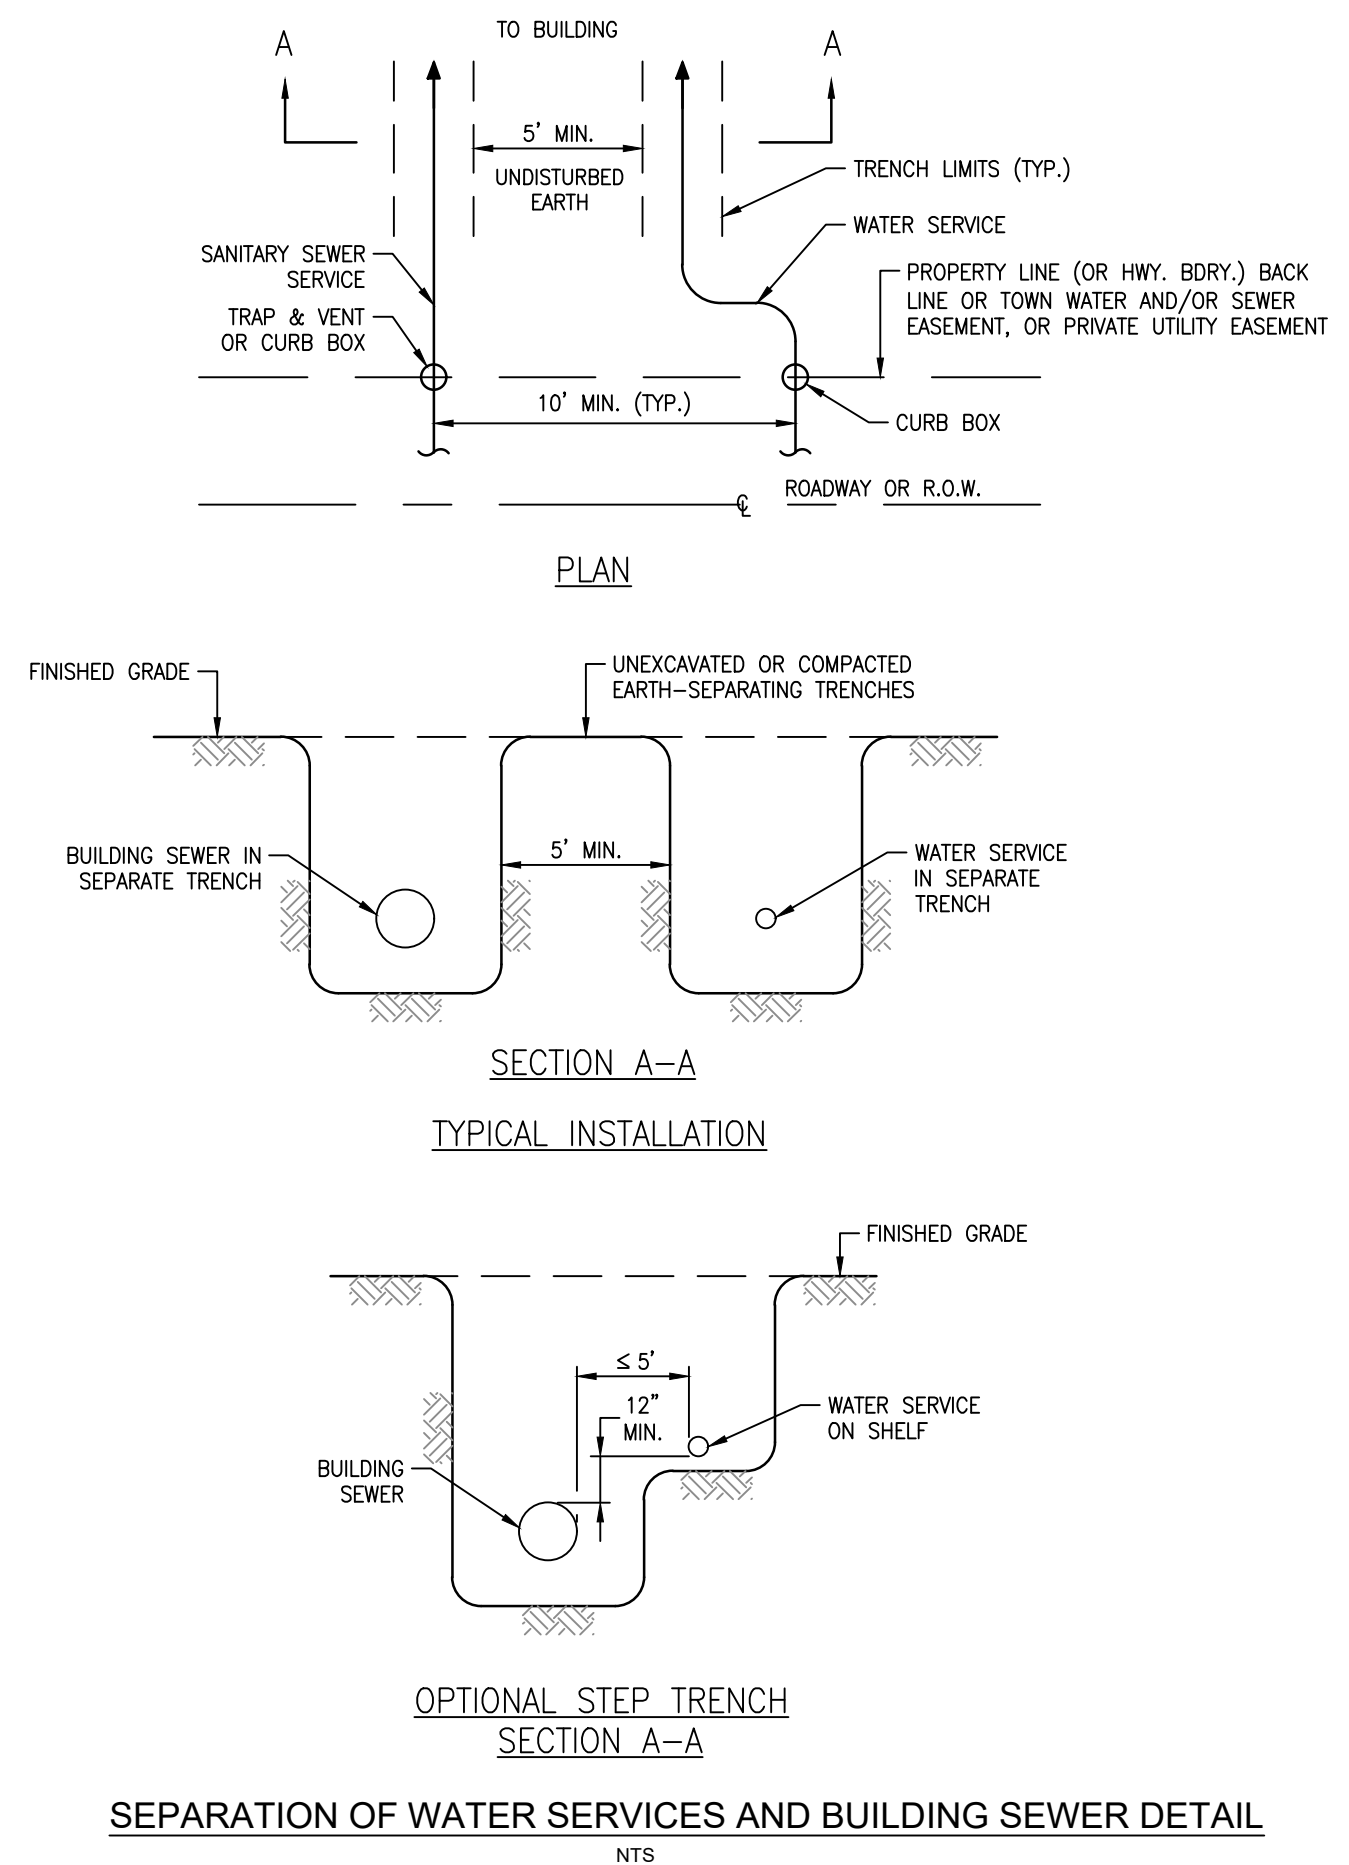 TO BUILDING
A
A
5' MIN.
UNDISTURBED
EARTH
TRENCH LIMITS (TYP.)
WATER SERVICE
SANITARY SEWER
SERVICE
PROPERTY LINE (OR HWY. BDRY.) BACK
LINE OR TOWN WATER AND/OR SEWER
EASEMENT, OR PRIVATE UTILITY EASEMENT
TRAP & VENT
OR CURB BOX
10' MIN. (TYP.)
CURB BOX
℄
ROADWAY OR R.O.W.
PLAN
FINISHED GRADE
UNEXCAVATED OR COMPACTED
EARTH-SEPARATING TRENCHES
BUILDING SEWER IN
SEPARATE TRENCH
5' MIN.
WATER SERVICE
IN SEPARATE
TRENCH
SECTION A-A
TYPICAL INSTALLATION
FINISHED GRADE
≤ 5'
12"
MIN.
WATER SERVICE
ON SHELF
BUILDING
SEWER
OPTIONAL STEP TRENCH
SECTION A-A
SEPARATION OF WATER SERVICES AND BUILDING SEWER DETAIL
NTS